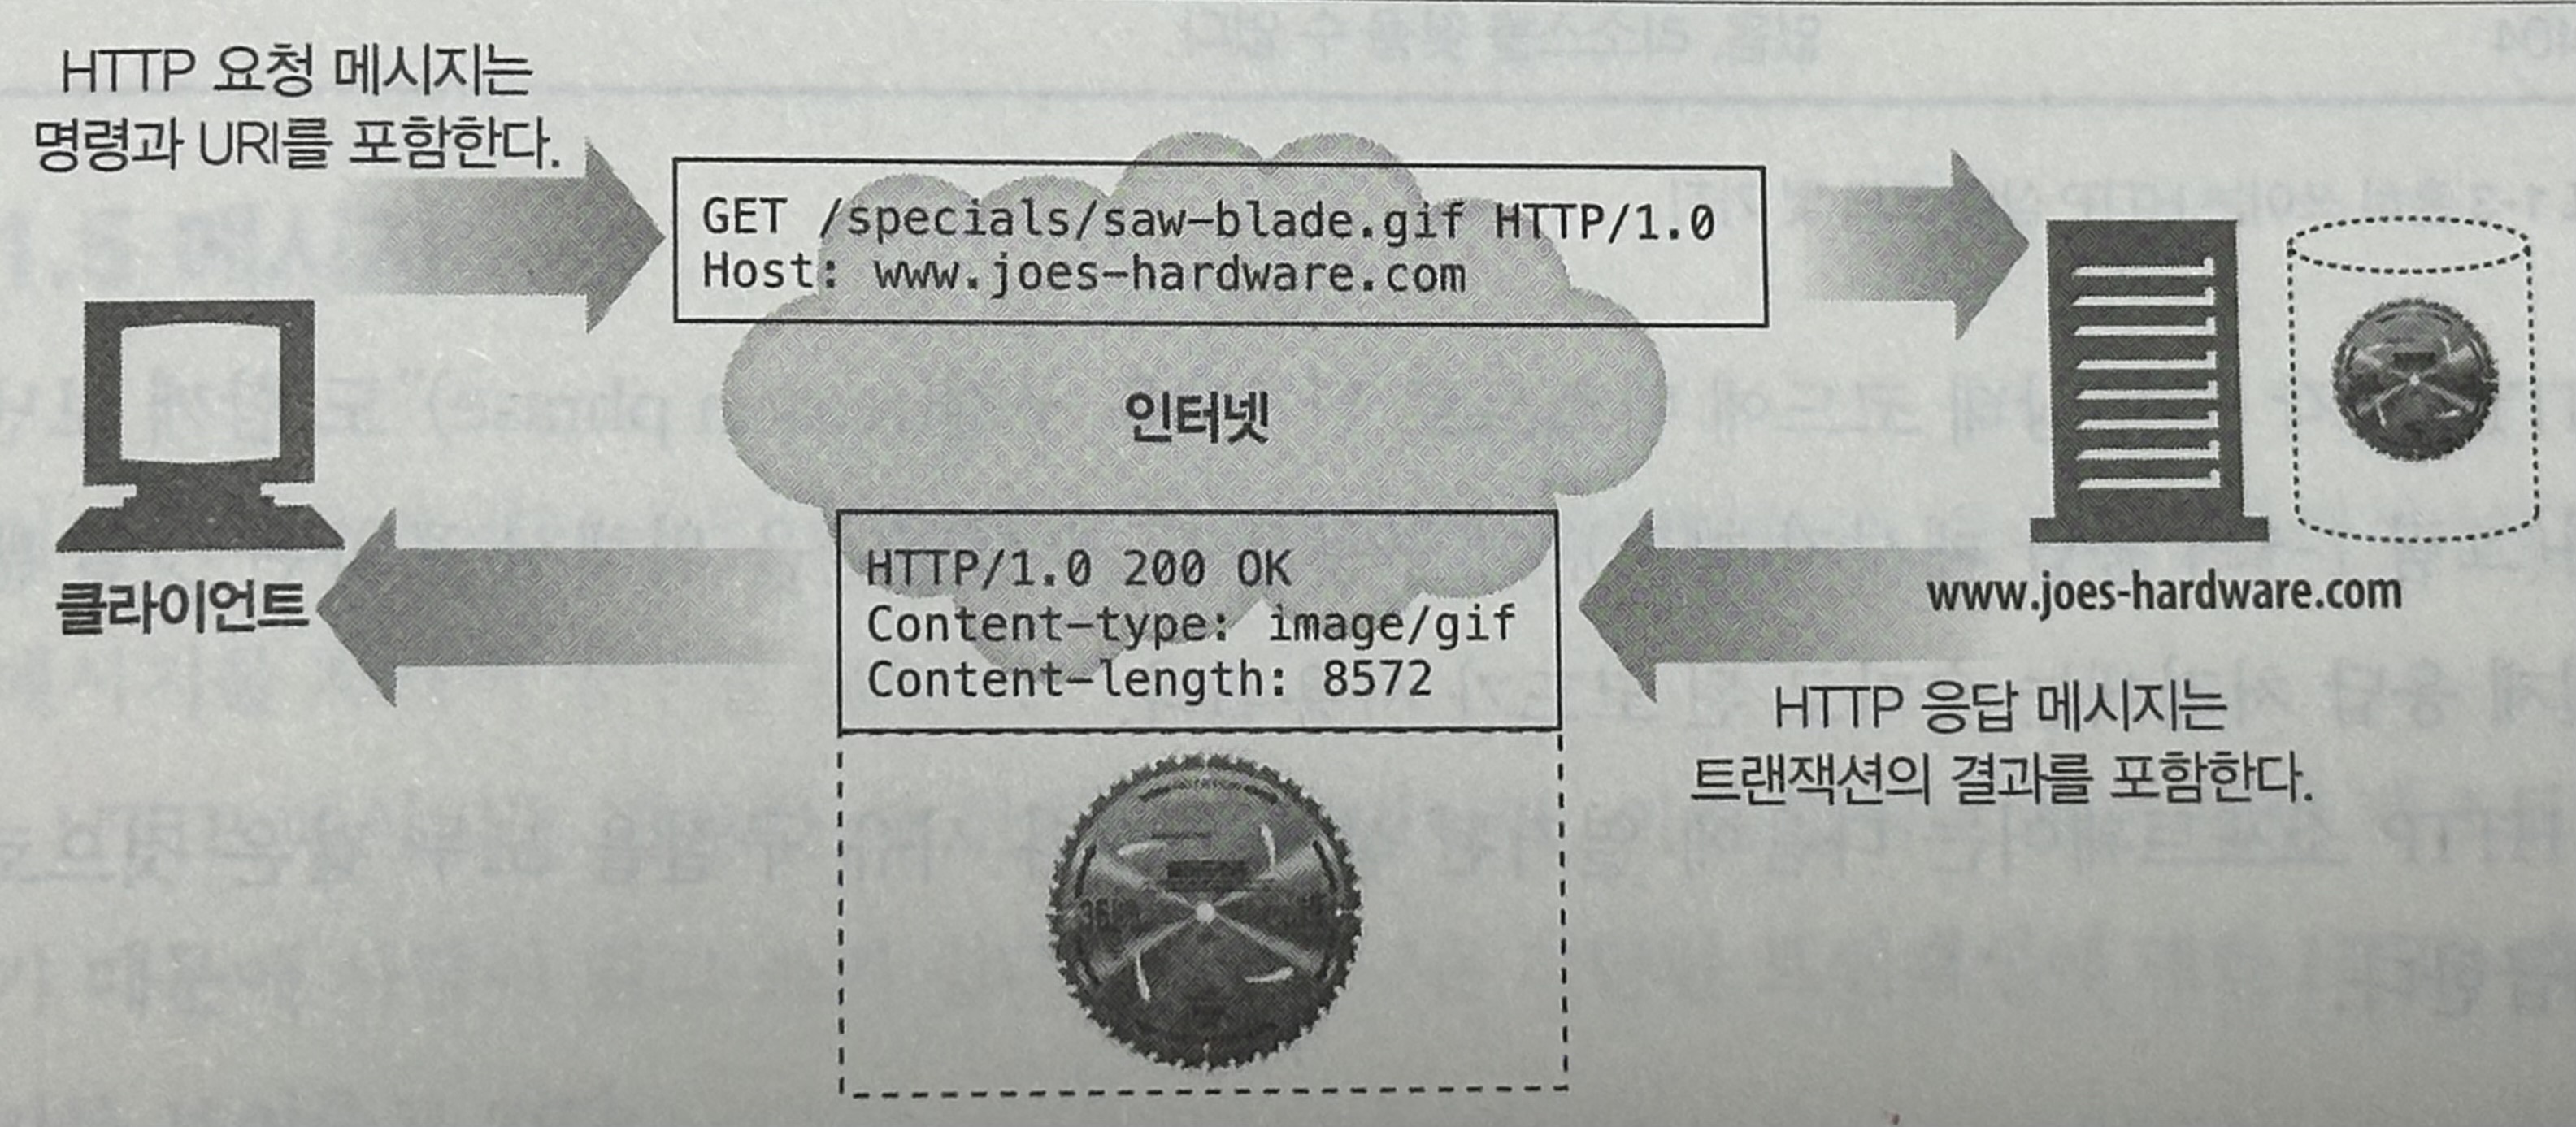 HTTP 요청 메시지는
명령과 URI를 포함한다.
GET /specials/saw-blade.gif HTTP/1.0
Host: www.joes-hardware.com
인터넷
클라이언트
HTTP/1.0 200 OK
Content-type: image/gif
Content-length: 8572
www.joes-hardware.com
HTTP 응답 메시지는
트랜잭션의 결과를 포함한다.